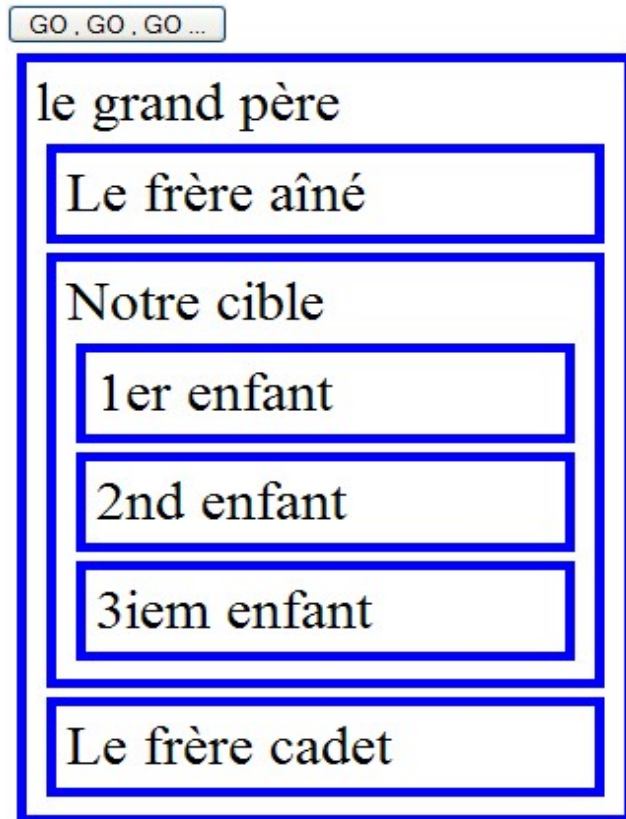 GO , GO , GO ...
le grand père
Le frère aîné
Notre cible
1er enfant
2nd enfant
3iem enfant
Le frère cadet